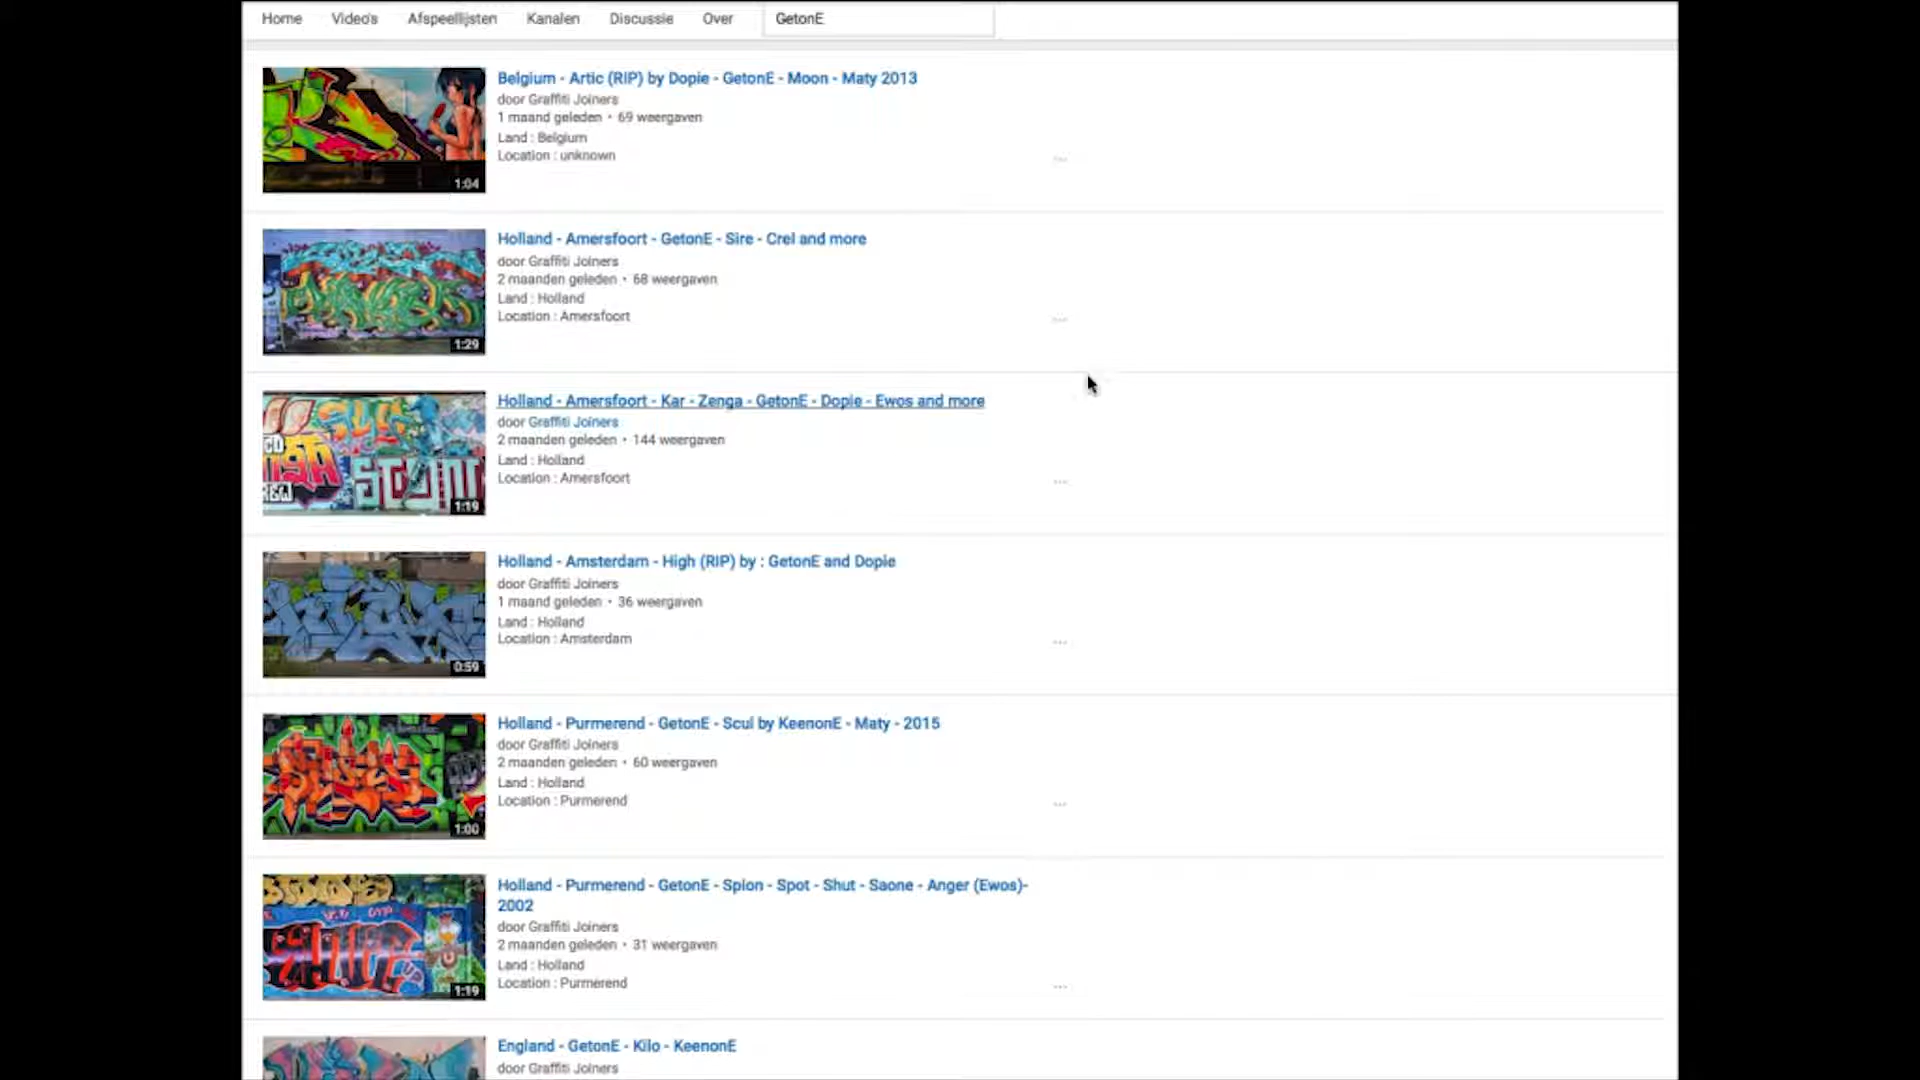 Home Video's Afspeellijsten Kanalen Discussie Over GetonE
Belgium - Artic (RIP) by Dopie - GetonE - Moon - Maty 2013
door Graffiti Joiners
1 maand geleden • 69 weergaven
Land : Belgium
Location : unknown
1:04
Holland - Amersfoort - GetonE - Sire - Crel and more
door Graffiti Joiners
2 maanden geleden • 68 weergaven
Land : Holland
Location : Amersfoort
1:29
Holland - Amersfoort - Kar - Zenga - GetonE - Dopie - Ewos and more
door Graffiti Joiners
2 maanden geleden • 144 weergaven
Land : Holland
Location : Amersfoort
1:19
Holland - Amsterdam - High (RIP) by : GetonE and Dopie
door Graffiti Joiners
1 maand geleden • 36 weergaven
Land : Holland
Location : Amsterdam
0:59
Holland - Purmerend - GetonE - Scul by KeenonE - Maty - 2015
door Graffiti Joiners
2 maanden geleden • 60 weergaven
Land : Holland
Location : Purmerend
1:00
Holland - Purmerend - GetonE - Spion - Spot - Shut - Saone - Anger (Ewos)-
2002
door Graffiti Joiners
2 maanden geleden • 31 weergaven
Land : Holland
Location : Purmerend
1:19
England - GetonE - Kilo - KeenonE
door Graffiti Joiners